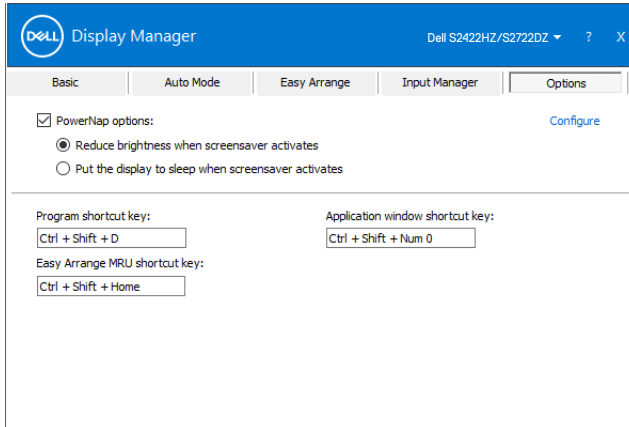 DELL Display Manager Dell S2422HZ/S2722DZ ? X
Basic Auto Mode Easy Arrange Input Manager Options
PowerNap options: Configure
Reduce brightness when screensaver activates
Put the display to sleep when screensaver activates
Program shortcut key: Application window shortcut key:
Ctrl + Shift + D Ctrl + Shift + Num 0
Easy Arrange MRU shortcut key:
Ctrl + Shift + Home